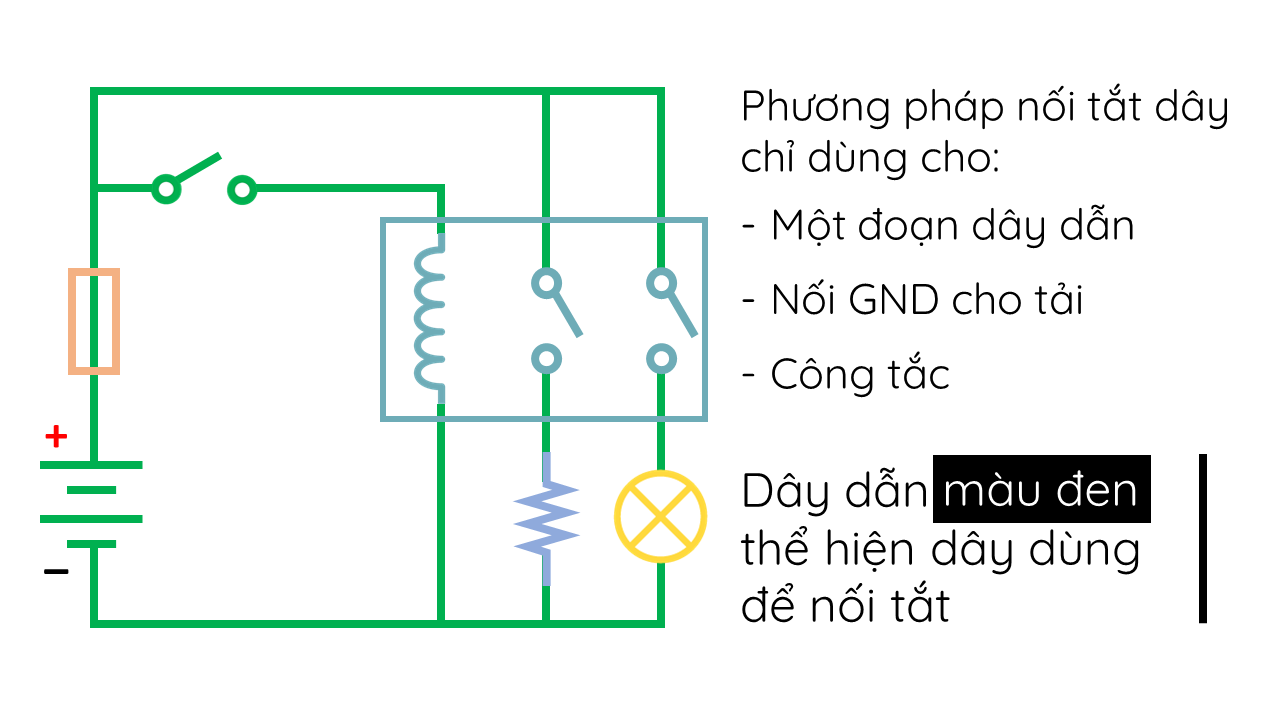 Phương pháp nối tắt dây
chỉ dùng cho:
- Một đoạn dây dẫn
- Nối GND cho tải
- Công tắc
+
Dây dẫn màu đen
thể hiện dây dùng
để nối tắt
–